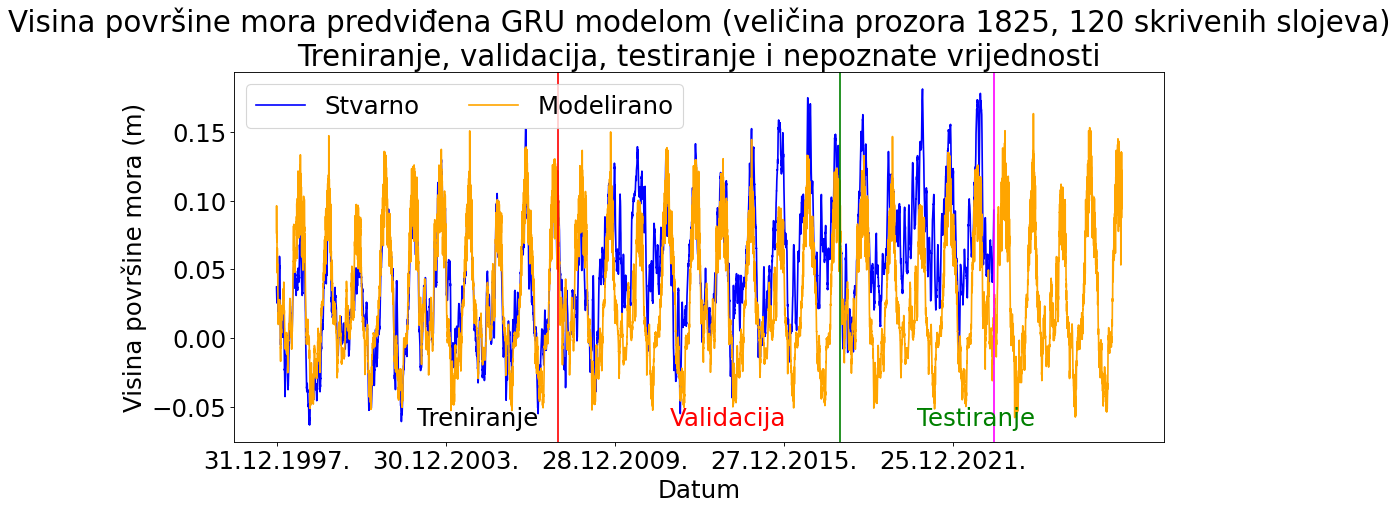 Visina površine mora predviđena GRU modelom (veličina prozora 1825, 120 skrivenih slojeva)
Treniranje, validacija, testiranje i nepoznate vrijednosti
Stvarno Modelirano
Visina površine mora (m)
0.15
0.10
0.05
0.00
−0.05
Treniranje Validacija Testiranje
31.12.1997. 30.12.2003. 28.12.2009. 27.12.2015. 25.12.2021.
Datum